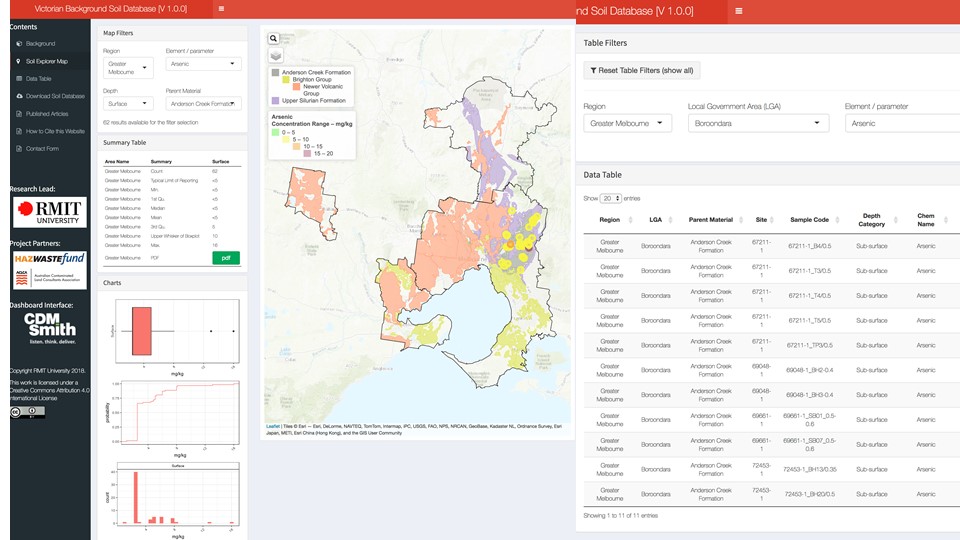 Victorian Background Soil Database [V 1.0.0]
Contents
Background
Soil Explorer Map
Data Table
Download Soil Database
Published Articles
How to Cite this Website
Contact Form
Research Lead:
RMIT
UNIVERSITY
Project Partners:
HAZWASTEfund
ALGA
Australian Contaminated
Land Consultants Association
Dashboard Interface:
CDM
Smith
listen. think. deliver.
Copyright RMIT University 2018.
This work is licensed under a
Creative Commons Attribution 4.0
International License
Map Filters
Region
Element / parameter
Greater
Melbourne
Arsenic
Depth
Parent Material
Surface
Anderson Creek Formation
62 results available for the filter selection
Summary Table
Area Name Summary Surface
Greater Melbourne Count 62
Greater Melbourne Typical Limit of Reporting <5
Greater Melbourne Min. <5
Greater Melbourne 1st Qu. <5
Greater Melbourne Median <5
Greater Melbourne Mean <5
Greater Melbourne 3rd Qu. 5
Greater Melbourne Upper Whisker of Boxplot 10
Greater Melbourne Max. 16
Greater Melbourne PDF pdf
Charts
Surface
mg/kg
probability
1.00
0.75
0.50
0.25
0.00
mg/kg
Surface
count
40
30
20
10
0
mg/kg
Anderson Creek Formation
Brighton Group
Newer Volcanic
Group
Upper Silurian Formation
Arsenic
Concentration Range – mg/kg
0 – 5
5 – 10
10 – 15
15 – 20
Leaflet | Tiles © Esri — Esri, DeLorme, NAVTEQ, TomTom, Intermap, iPC, USGS, FAO, NPS, NRCAN, GeoBase, Kadaster NL, Ordnance Survey, Esri
Japan, METI, Esri China (Hong Kong), and the GIS User Community
nd Soil Database [V 1.0.0]
Table Filters
Reset Table Filters (show all)
Region
Local Government Area (LGA)
Element / parameter
Greater Melbourne
Boroondara
Arsenic
Data Table
Show 20 entries
Region LGA Parent Material Site Sample Code Depth Category Chem Name
Greater Melbourne Boroondara Anderson Creek Formation 67211-1 67211-1_B4/0.5 Sub-surface Arsenic
Greater Melbourne Boroondara Anderson Creek Formation 67211-1 67211-1_T3/0.5 Sub-surface Arsenic
Greater Melbourne Boroondara Anderson Creek Formation 67211-1 67211-1_T4/0.5 Sub-surface Arsenic
Greater Melbourne Boroondara Anderson Creek Formation 67211-1 67211-1_T5/0.5 Sub-surface Arsenic
Greater Melbourne Boroondara Anderson Creek Formation 67211-1 67211-1_TP3/0.5 Sub-surface Arsenic
Greater Melbourne Boroondara Anderson Creek Formation 69048-1 69048-1_BH2-0.4 Sub-surface Arsenic
Greater Melbourne Boroondara Anderson Creek Formation 69048-1 69048-1_BH3-0.4 Sub-surface Arsenic
Greater Melbourne Boroondara Anderson Creek Formation 69661-1 69661-1_SB01_0.5-0.6 Sub-surface Arsenic
Greater Melbourne Boroondara Anderson Creek Formation 69661-1 69661-1_SB07_0.5-0.6 Sub-surface Arsenic
Greater Melbourne Boroondara Anderson Creek Formation 72453-1 72453-1_BH13/0.35 Sub-surface Arsenic
Greater Melbourne Boroondara Anderson Creek Formation 72453-1 72453-1_BH20/0.5 Sub-surface Arsenic
Showing 1 to 11 of 11 entries